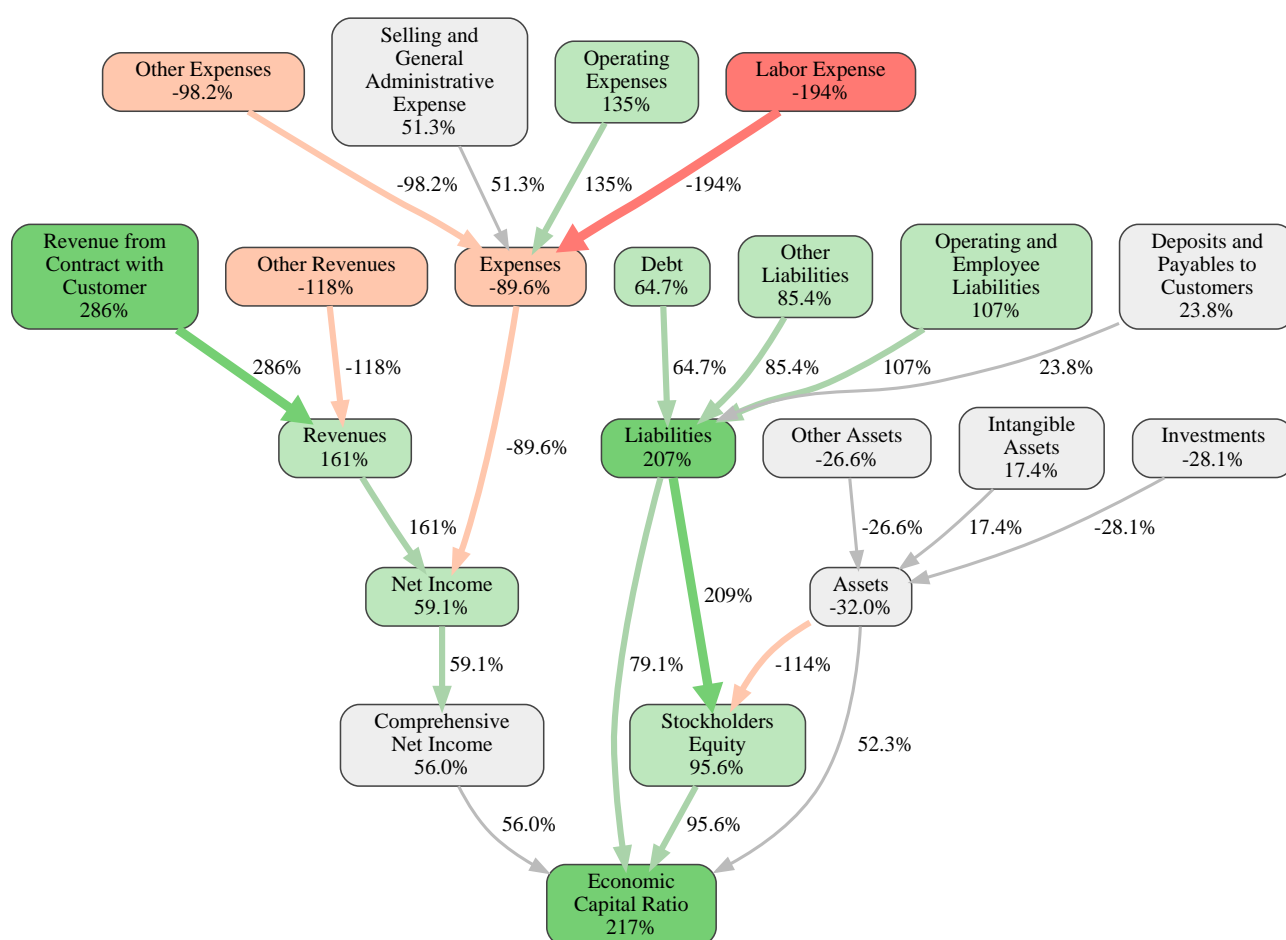 Other Expenses
-98.2%
Selling and
General
Administrative
Expense
51.3%
Operating
Expenses
135%
Labor Expense
-194%
-98.2%
51.3%
135%
-194%
Revenue from
Contract with
Customer
286%
Other Revenues
-118%
Expenses
-89.6%
Debt
64.7%
Other
Liabilities
85.4%
Operating and
Employee
Liabilities
107%
Deposits and
Payables to
Customers
23.8%
286%
-118%
64.7%
85.4%
107%
23.8%
Revenues
161%
-89.6%
Liabilities
207%
Other Assets
-26.6%
Intangible
Assets
17.4%
Investments
-28.1%
161%
-26.6%
17.4%
-28.1%
Net Income
59.1%
209%
Assets
-32.0%
59.1%
79.1%
-114%
Comprehensive
Net Income
56.0%
Stockholders
Equity
95.6%
52.3%
56.0%
95.6%
Economic
Capital Ratio
217%